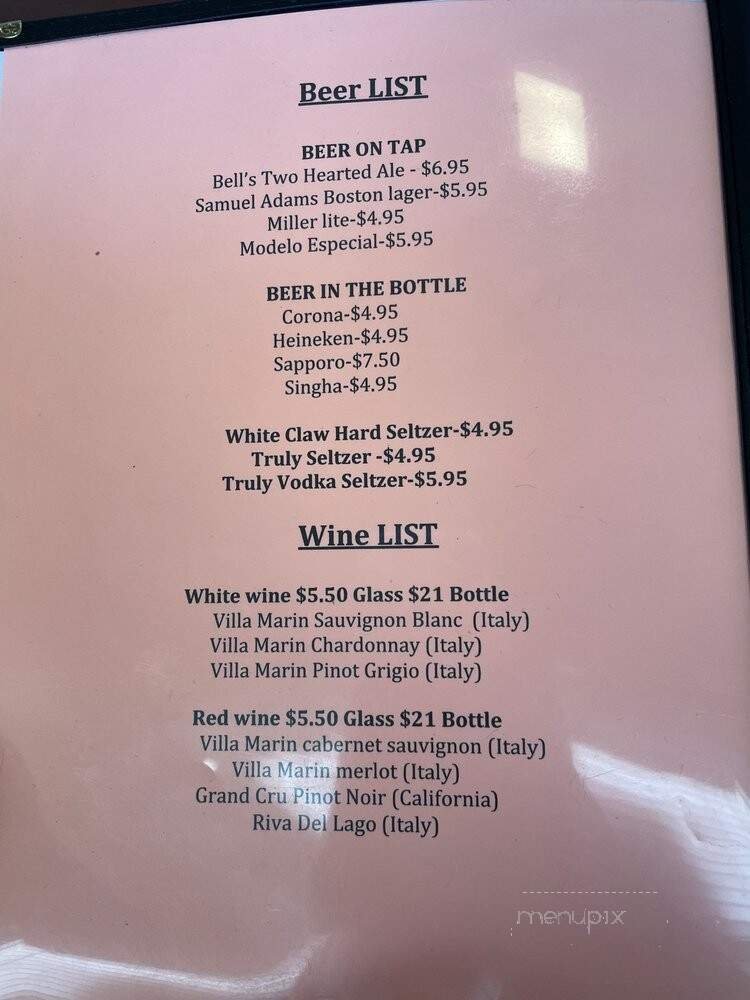 Beer LIST
BEER ON TAP
Bell's Two Hearted Ale - $6.95
Samuel Adams Boston lager-$5.95
Miller lite-$4.95
Modelo Especial-$5.95
BEER IN THE BOTTLE
Corona-$4.95
Heineken-$4.95
Sapporo-$7.50
Singha-$4.95
White Claw Hard Seltzer-$4.95
Truly Seltzer -$4.95
Truly Vodka Seltzer-$5.95
Wine LIST
White wine $5.50 Glass $21 Bottle
Villa Marin Sauvignon Blanc (Italy)
Villa Marin Chardonnay (Italy)
Villa Marin Pinot Grigio (Italy)
Red wine $5.50 Glass $21 Bottle
Villa Marin cabernet sauvignon (Italy)
Villa Marin merlot (Italy)
Grand Cru Pinot Noir (California)
Riva Del Lago (Italy)
menupix